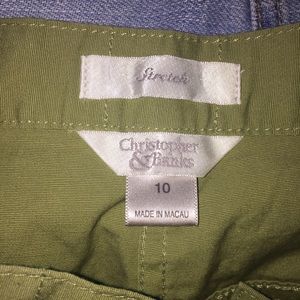 Stretch
Christopher
& Banks
10
MADE IN MACAU